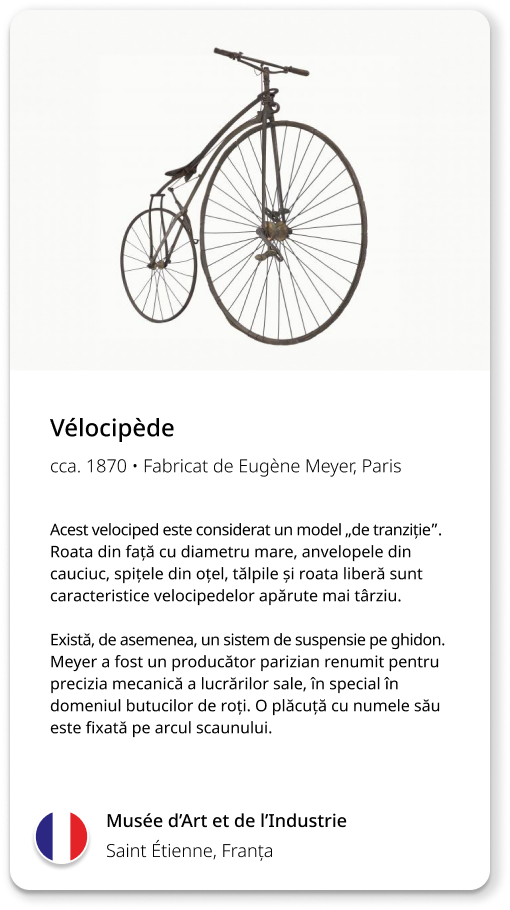 Vélocipède
cca. 1870 • Fabricat de Eugène Meyer, Paris
Acest velociped este considerat un model „de tranziție”.
Roata din față cu diametru mare, anvelopele din
cauciuc, spițele din oțel, tălpile și roata liberă sunt
caracteristice velocipedelor apărute mai târziu.
Există, de asemenea, un sistem de suspensie pe ghidon.
Meyer a fost un producător parizian renumit pentru
precizia mecanică a lucrărilor sale, în special în
domeniul butucilor de roți. O plăcuță cu numele său
este fixată pe arcul scaunului.
Musée d’Art et de l’Industrie
Saint Étienne, Franța